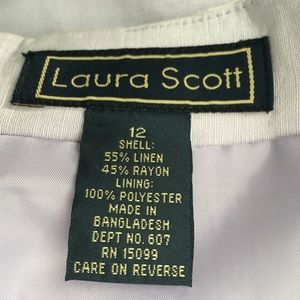 Laura Scott
12
SHELL:
55% LINEN
45% RAYON
LINING:
100% POLYESTER
MADE IN
BANGLADESH
DEPT NO. 607
RN 15099
CARE ON REVERSE